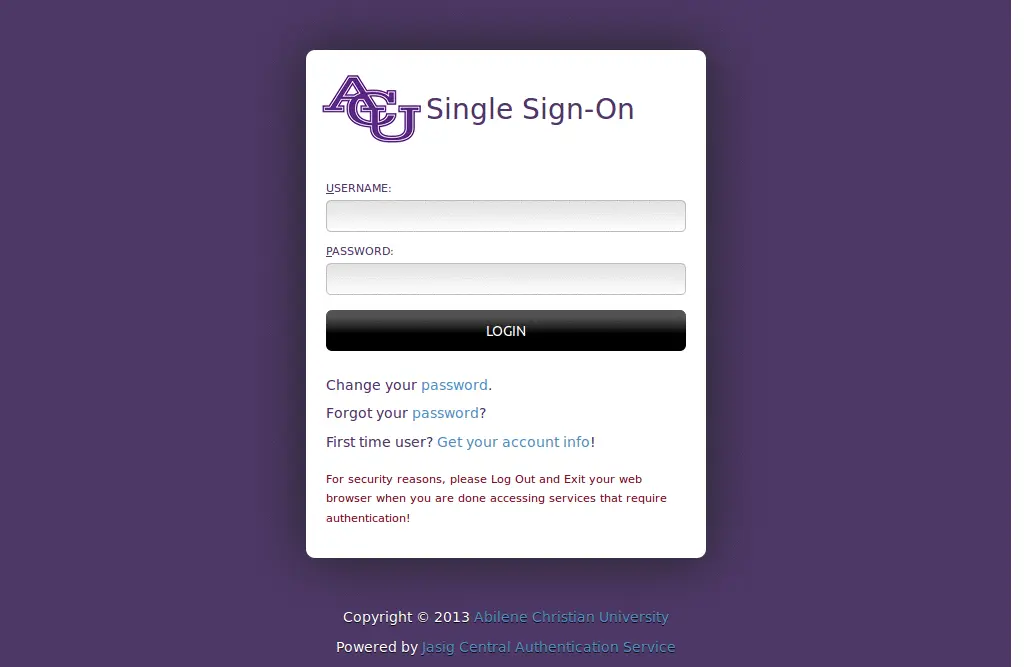 ACU Single Sign-On
USERNAME:
PASSWORD:
LOGIN
Change your password.
Forgot your password?
First time user? Get your account info!
For security reasons, please Log Out and Exit your web
browser when you are done accessing services that require
authentication!
Copyright © 2013 Abilene Christian University
Powered by Jasig Central Authentication Service